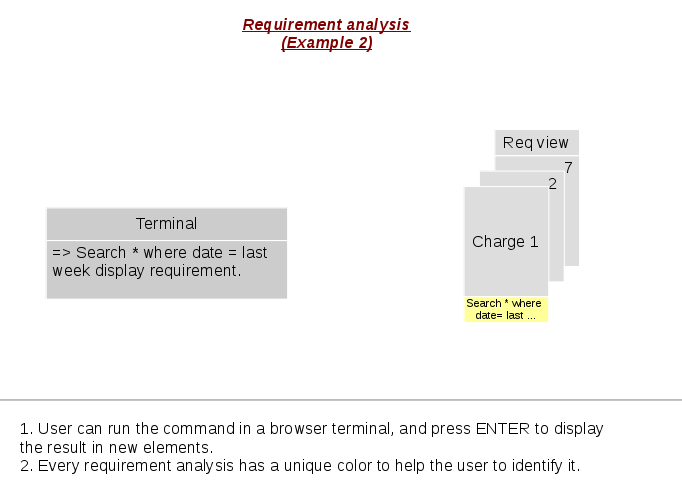 Requirement analysis
(Example 2)
Req view
7
2
Terminal
=> Search * where date = last
week display requirement.
Charge 1
Search * where
date= last ...
1. User can run the command in a browser terminal, and press ENTER to display
the result in new elements.
2. Every requirement analysis has a unique color to help the user to identify it.